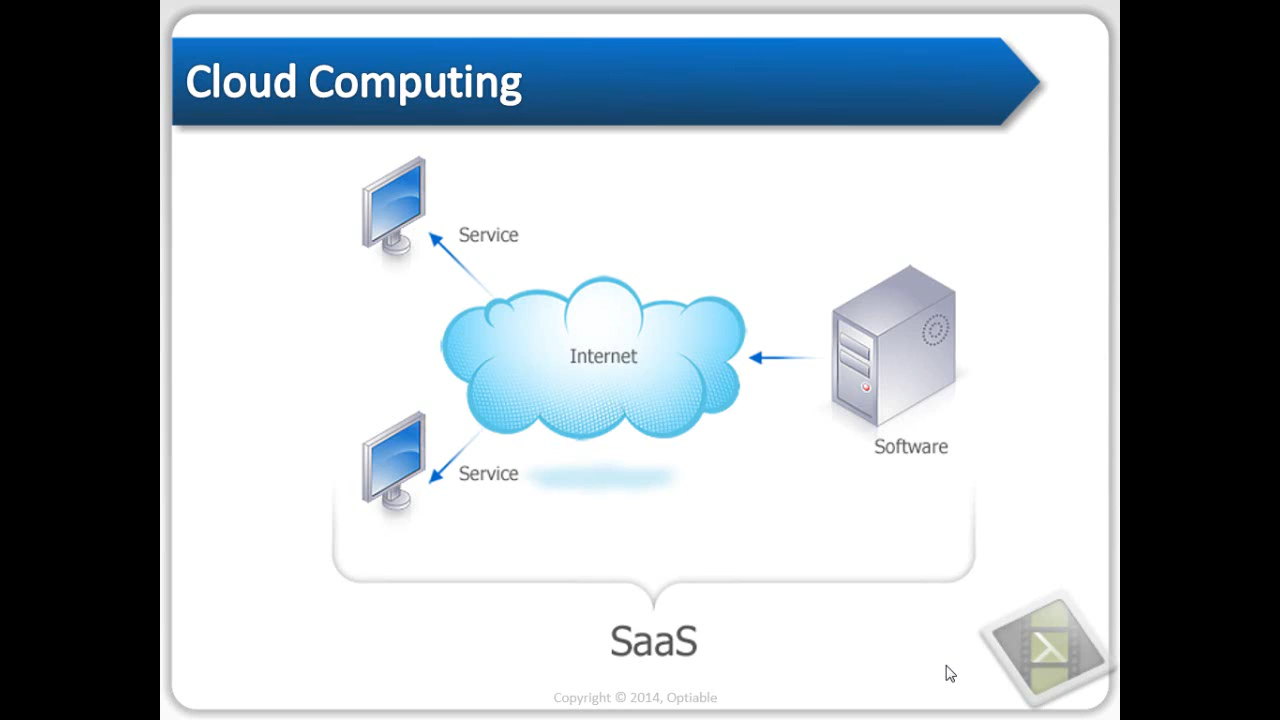 Cloud Computing
Service
Internet
Software
Service
SaaS
Copyright © 2014, Optiable